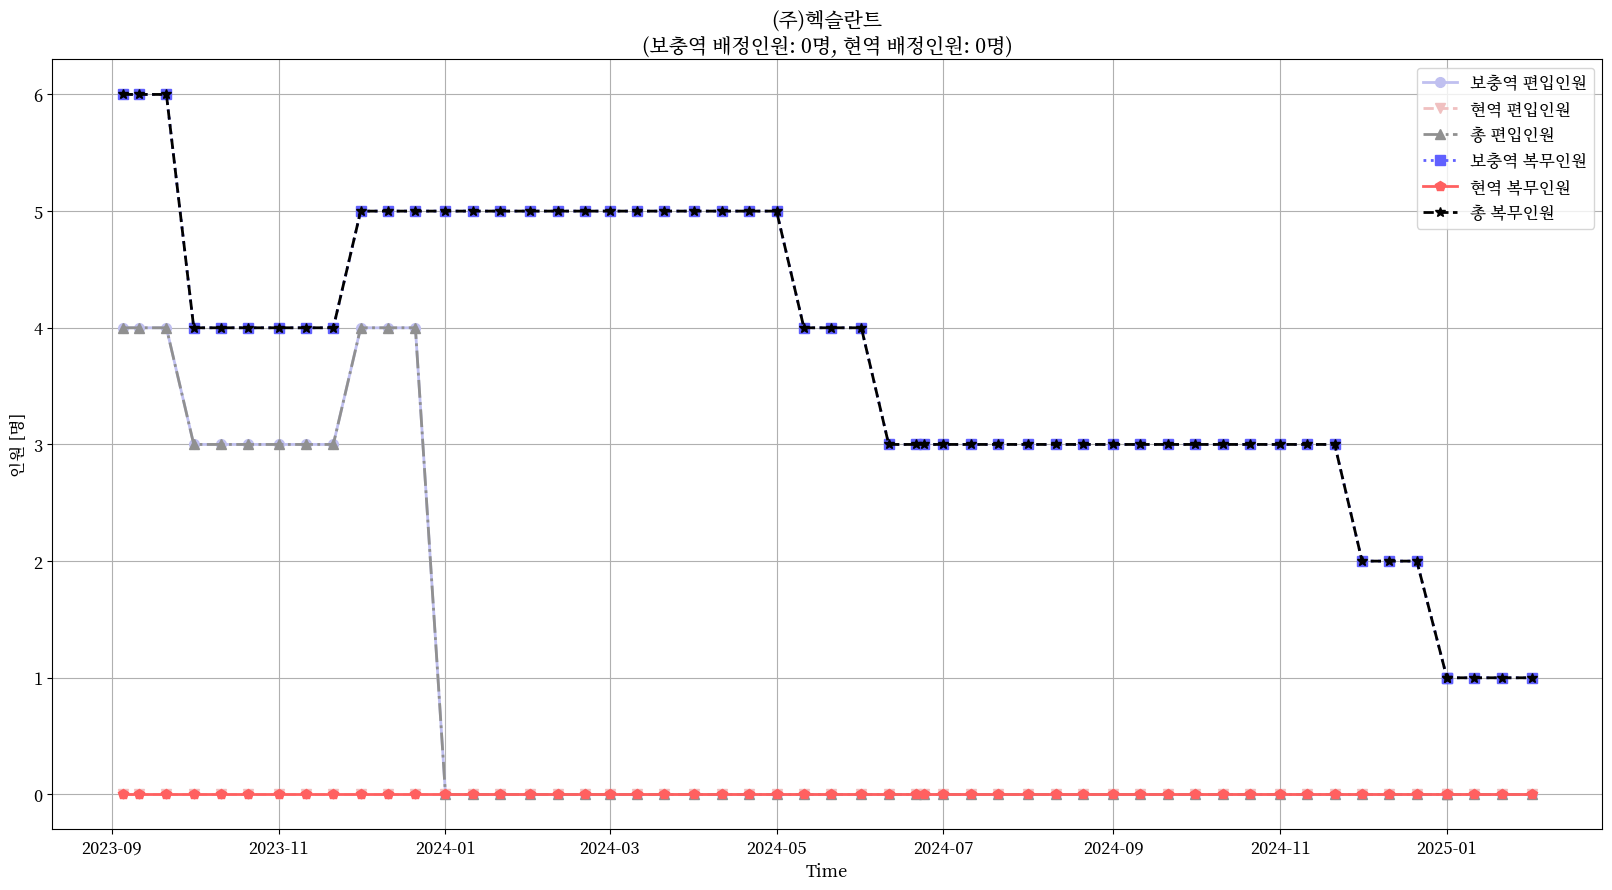 (주)헥슬란트
(보충역 배정인원: 0명, 현역 배정인원: 0명)
보충역 편입인원
현역 편입인원
총 편입인원
보충역 복무인원
현역 복무인원
총 복무인원
인원 [명]
6
5
4
3
2
1
0
2023-09
2023-11
2024-01
2024-03
2024-05
2024-07
2024-09
2024-11
2025-01
Time